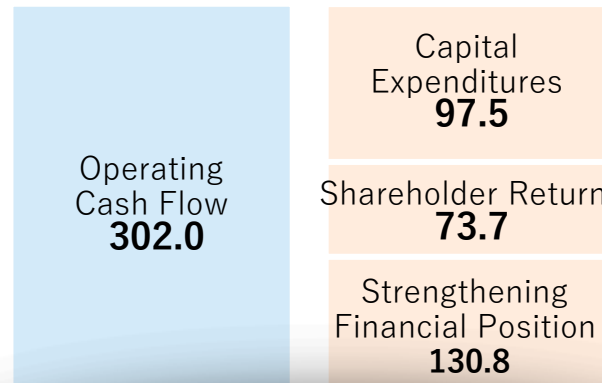 Operating
Cash Flow
302.0
Capital
Expenditures
97.5
Shareholder Return
73.7
Strengthening
Financial Position
130.8